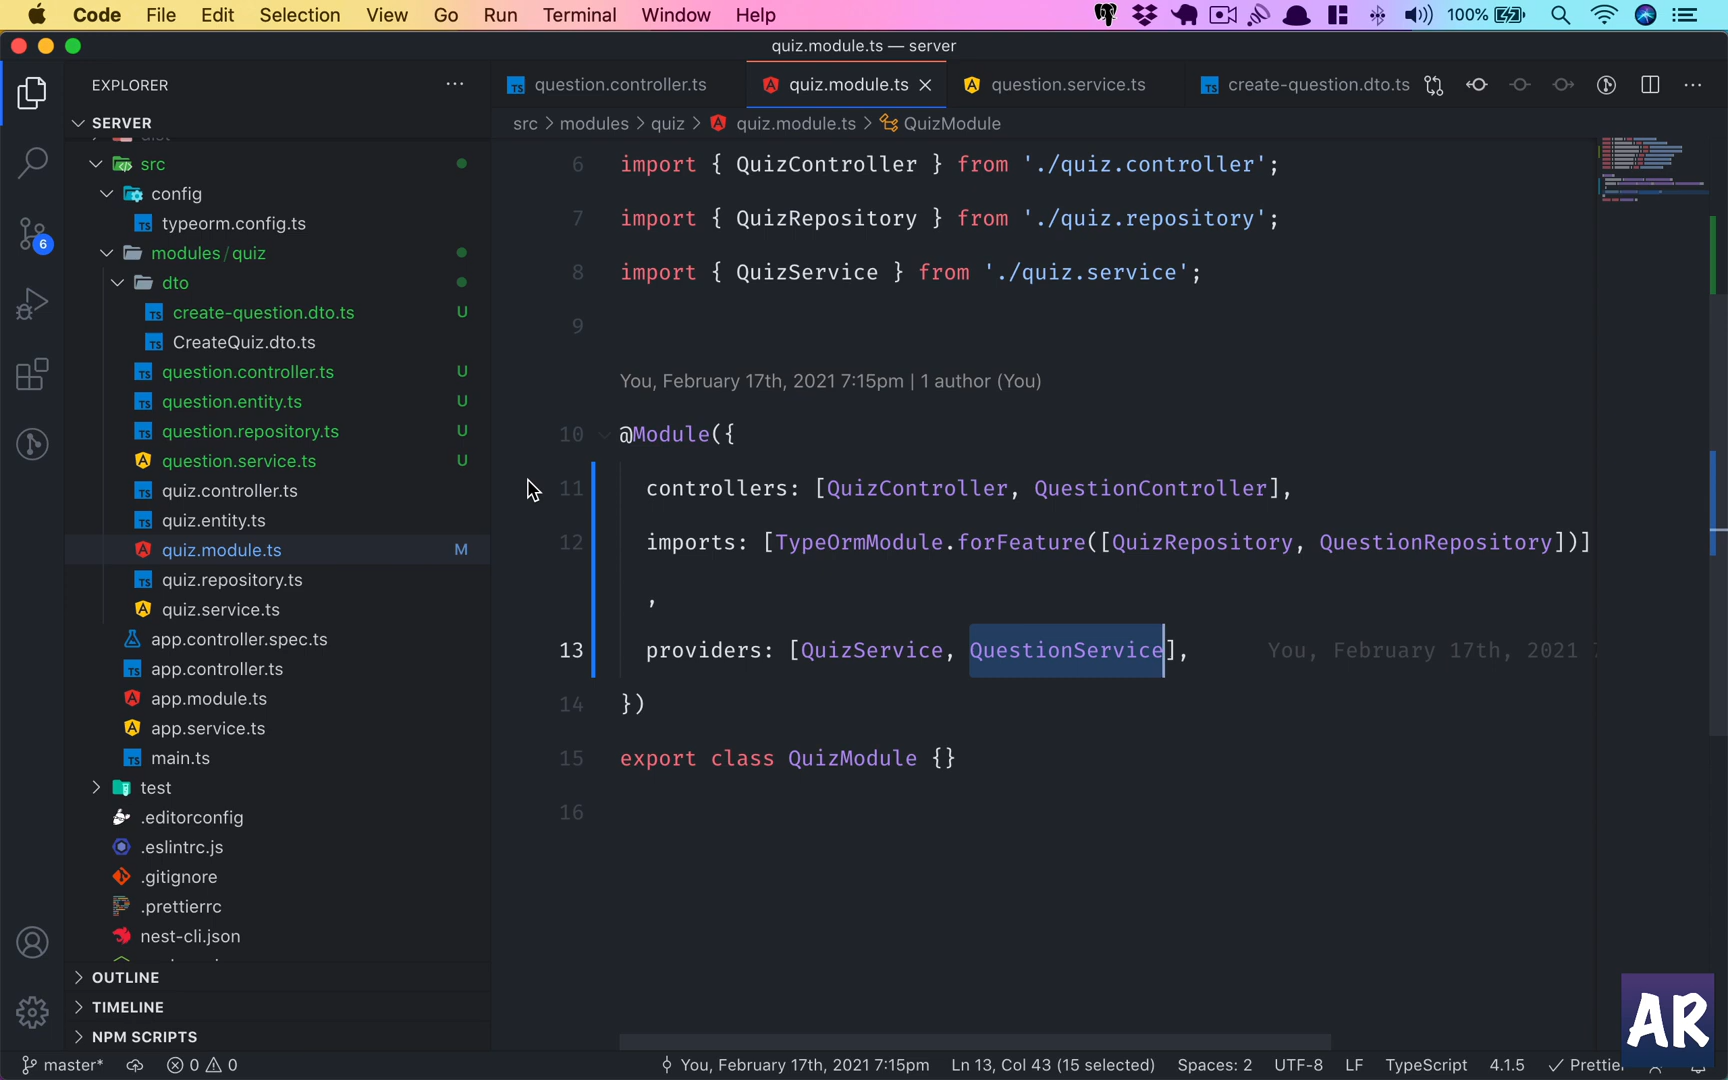 Code File Edit Selection View Go Run Terminal Window Help 100%
quiz.module.ts — server
EXPLORER
question.controller.ts quiz.module.ts question.service.ts create-question.dto.ts
SERVER
src > modules > quiz > quiz.module.ts > QuizModule
src
config
typeorm.config.ts
modules / quiz
dto
create-question.dto.ts U
CreateQuiz.dto.ts
question.controller.ts U
question.entity.ts U
question.repository.ts U
question.service.ts U
quiz.controller.ts
quiz.entity.ts
quiz.module.ts M
quiz.repository.ts
quiz.service.ts
app.controller.spec.ts
app.controller.ts
app.module.ts
app.service.ts
main.ts
test
.editorconfig
.eslintrc.js
.gitignore
.prettierrc
nest-cli.json
OUTLINE
TIMELINE
NPM SCRIPTS
6 import { QuizController } from './quiz.controller';
7 import { QuizRepository } from './quiz.repository';
8 import { QuizService } from './quiz.service';
9
You, February 17th, 2021 7:15pm | 1 author (You)
10 @Module({
11 controllers: [QuizController, QuestionController],
12 imports: [TypeOrmModule.forFeature([QuizRepository, QuestionRepository])]
,
13 providers: [QuizService, QuestionService], You, February 17th, 2021
14 })
15 export class QuizModule {}
16
6
AR
master* 0 0 You, February 17th, 2021 7:15pm Ln 13, Col 43 (15 selected) Spaces: 2 UTF-8 LF TypeScript 4.1.5